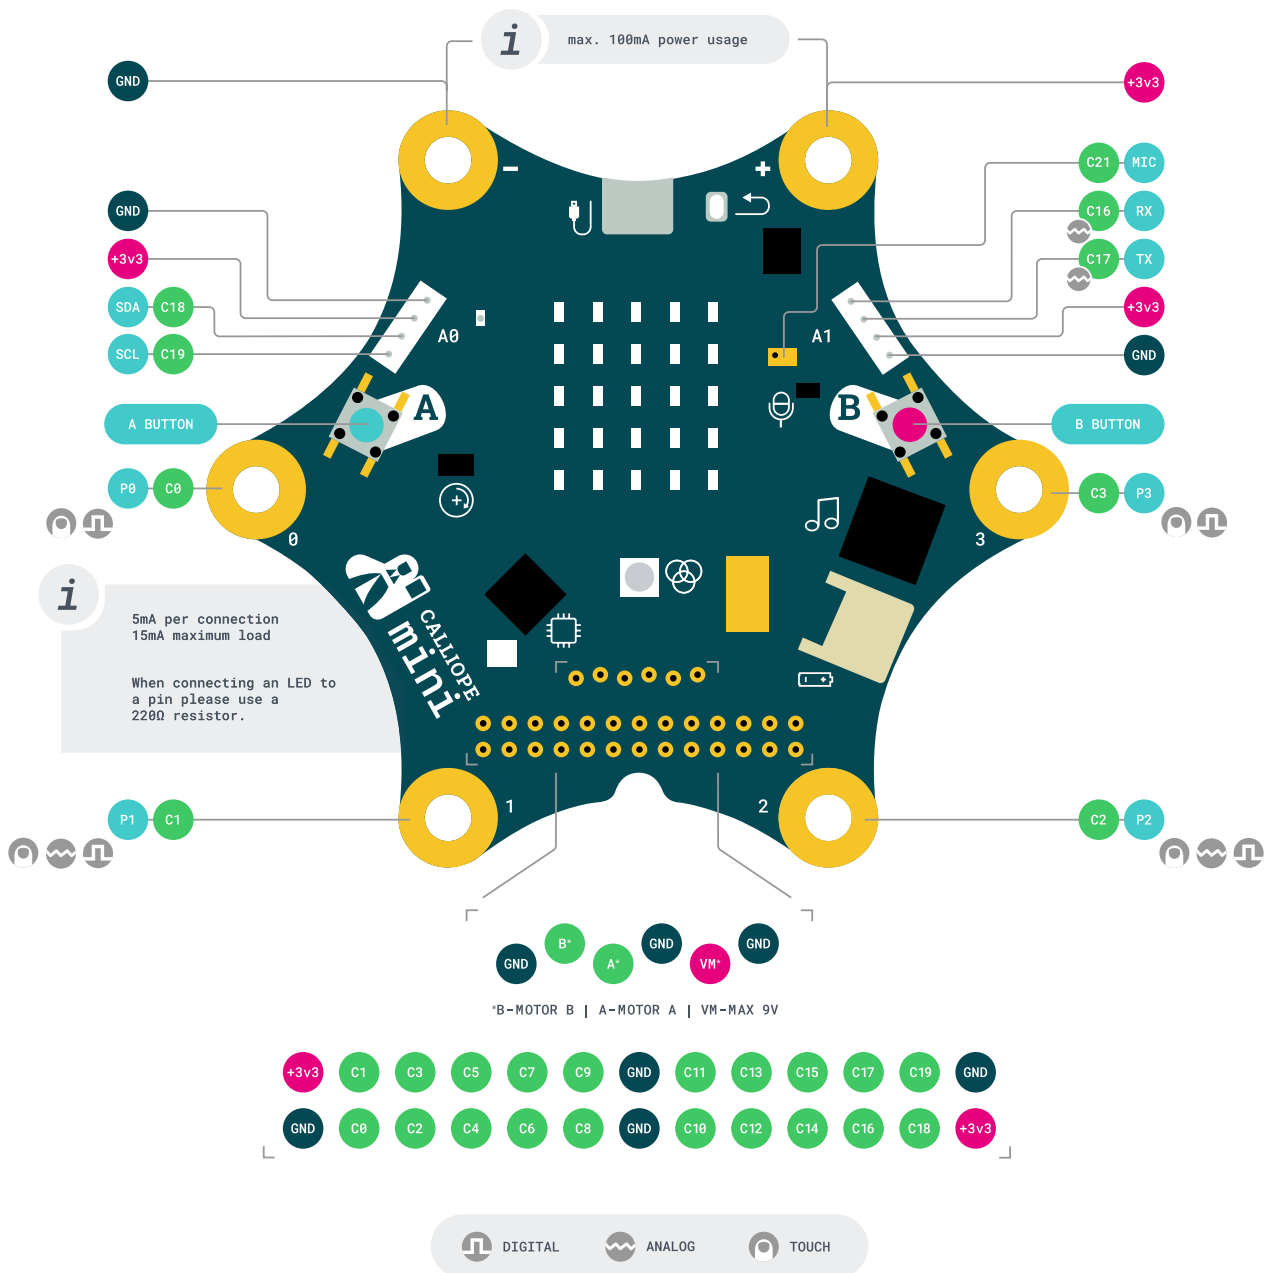 i max. 100mA power usage
GND
+3v3
- +
C21 MIC
GND
C16 RX
+3v3
C17 TX
SDA C18
+3v3
SCL C19
GND
A0
A1
A
B
A BUTTON
B BUTTON
P0 C0
C3 P3
0
3
i
5mA per connection
15mA maximum load
When connecting an LED to
a pin please use a
220Ω resistor.
CALLIOPE
mini
P1 C1
1
2
C2 P2
GND B* A* GND VM* GND
*B-MOTOR B | A-MOTOR A | VM-MAX 9V
+3v3 C1 C3 C5 C7 C9 GND C11 C13 C15 C17 C19 GND
GND C0 C2 C4 C6 C8 GND C10 C12 C14 C16 C18 +3v3
DIGITAL ANALOG TOUCH